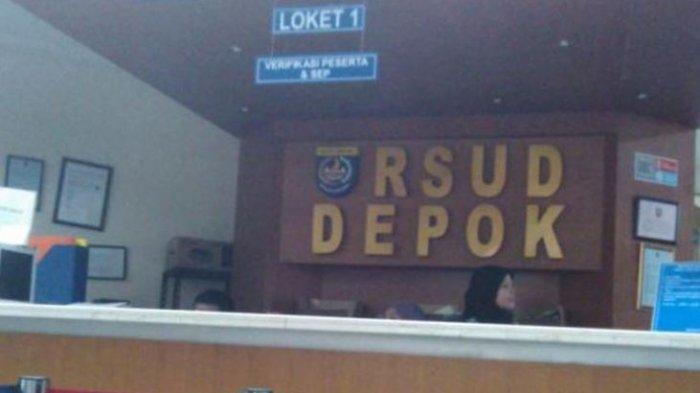 LOKET 1
VERIFIKASI PESERTA
& SEP
RSUD
DEPOK